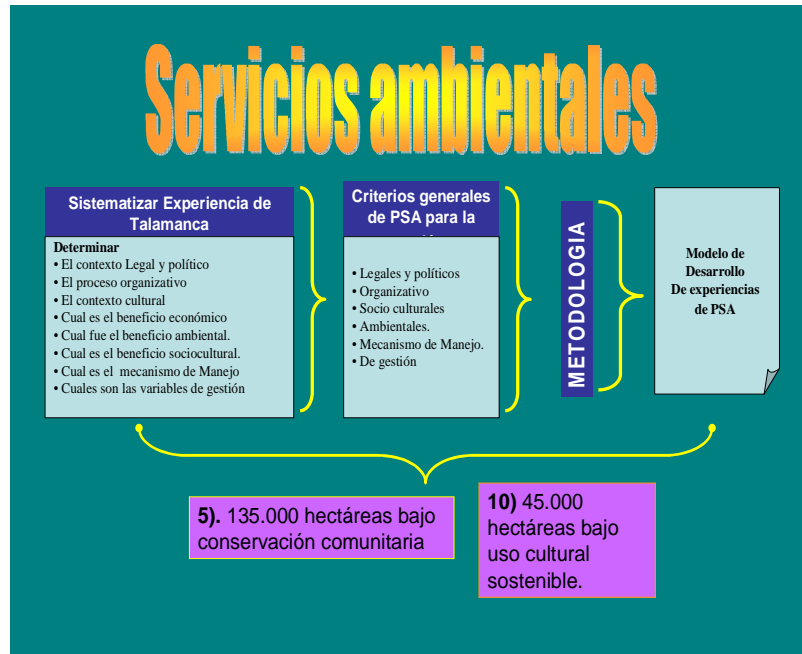 Servicios ambientales
Sistematizar Experiencia de
Talamanca
Determinar
• El contexto Legal y político
• El proceso organizativo
• El contexto cultural
• Cual es el beneficio económico
• Cual fue el beneficio ambiental.
• Cual es el beneficio sociocultural.
• Cual es el mecanismo de Manejo
• Cuales son las variables de gestión
Criterios generales
de PSA para la
• Legales y políticos
• Organizativo
• Socio culturales
• Ambientales.
• Mecanismo de Manejo.
• De gestión
METODOLOGIA
Modelo de
Desarrollo
De experiencias
de PSA
5). 135.000 hectáreas bajo
conservación comunitaria
10) 45.000
hectáreas bajo
uso cultural
sostenible.